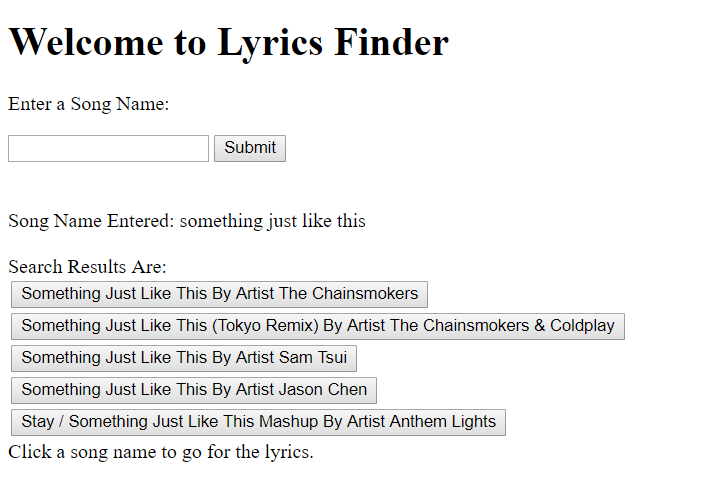 Welcome to Lyrics Finder
Enter a Song Name:
Submit
Song Name Entered: something just like this
Search Results Are:
Something Just Like This By Artist The Chainsmokers
Something Just Like This (Tokyo Remix) By Artist The Chainsmokers & Coldplay
Something Just Like This By Artist Sam Tsui
Something Just Like This By Artist Jason Chen
Stay / Something Just Like This Mashup By Artist Anthem Lights
Click a song name to go for the lyrics.